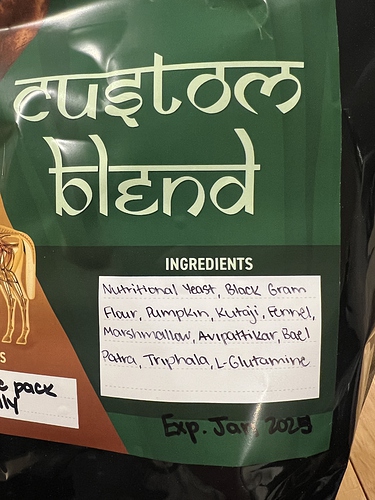 custom
blend
INGREDIENTS
Nutritional Yeast, Black Gram
Flour, Pumpkin, Kutaji, Fennel,
Marshmallow, Avipattikar, Bael
Patra, Triphala, L-Glutamine
pack
Exp. Jan 2025